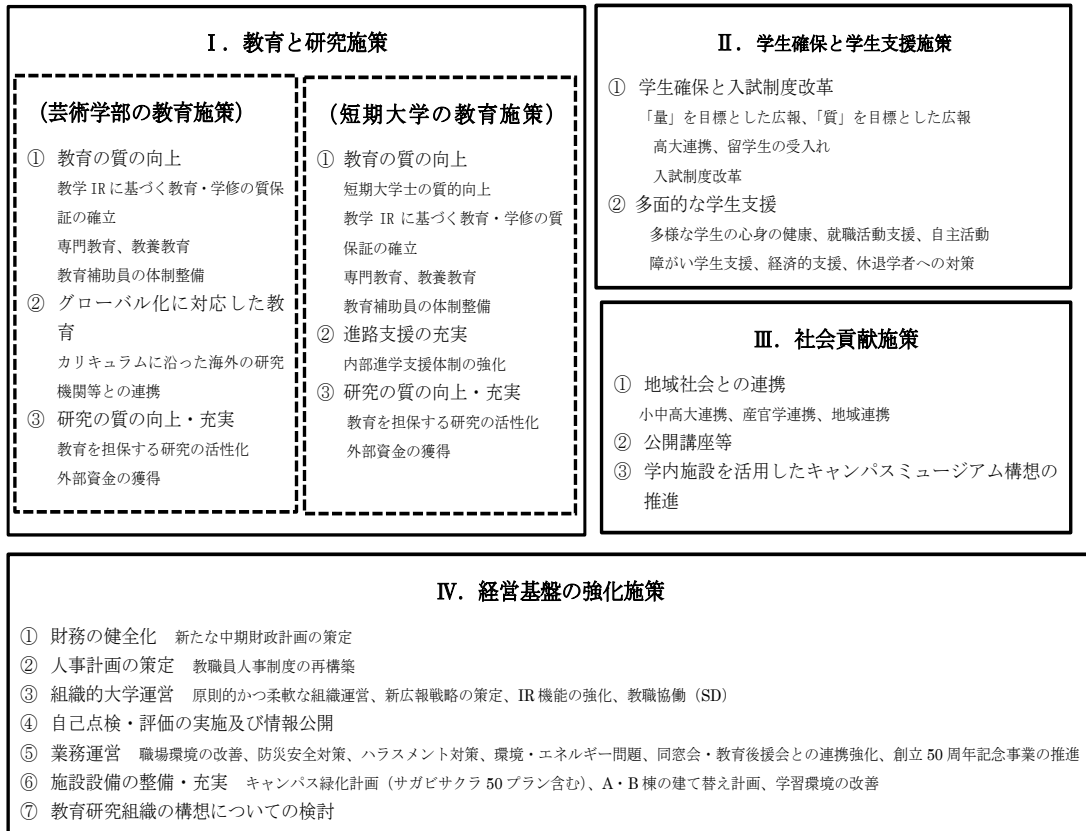 Ⅰ．教育と研究施策
（芸術学部の教育施策）
① 教育の質の向上
教学 IR に基づく教育・学修の質保
証の確立
専門教育、教養教育
教育補助員の体制整備
② グローバル化に対応した教
育
カリキュラムに沿った海外の研究
機関等との連携
③ 研究の質の向上・充実
教育を担保する研究の活性化
外部資金の獲得
（短期大学の教育施策）
① 教育の質の向上
短期大学士の質的向上
教学 IR に基づく教育・学修の質
保証の確立
専門教育、教養教育
教育補助員の体制整備
② 進路支援の充実
内部進学支援体制の強化
③ 研究の質の向上・充実
教育を担保する研究の活性化
外部資金の獲得
Ⅱ．学生確保と学生支援施策
① 学生確保と入試制度改革
「量」を目標とした広報、「質」を目標とした広報
高大連携、留学生の受入れ
入試制度改革
② 多面的な学生支援
多様な学生の心身の健康、就職活動支援、自主活動
障がい学生支援、経済的支援、休退学者への対策
Ⅲ．社会貢献施策
① 地域社会との連携
小中高大連携、産官学連携、地域連携
② 公開講座等
③ 学内施設を活用したキャンパスミュージアム構想の
推進
Ⅳ．経営基盤の強化施策
① 財務の健全化　新たな中期財政計画の策定
② 人事計画の策定　教職員人事制度の再構築
③ 組織的大学運営　原則的かつ柔軟な組織運営、新広報戦略の策定、IR 機能の強化、教職協働（SD）
④ 自己点検・評価の実施及び情報公開
⑤ 業務運営　職場環境の改善、防災安全対策、ハラスメント対策、環境・エネルギー問題、同窓会・教育後援会との連携強化、創立 50 周年記念事業の推進
⑥ 施設設備の整備・充実　キャンパス緑化計画（サガビサクラ 50 プラン含む）、A・B 棟の建て替え計画、学習環境の改善
⑦ 教育研究組織の構想についての検討